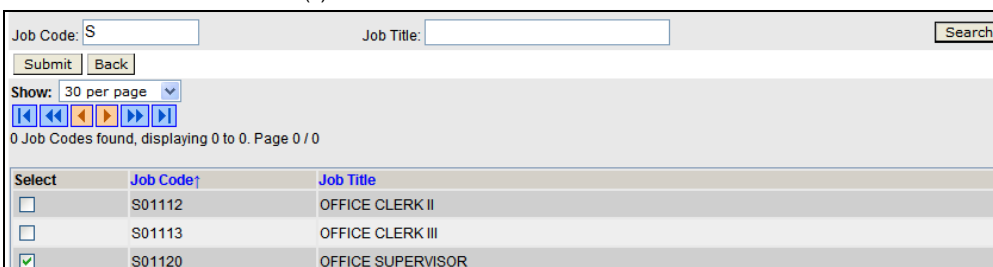 Job Code: S Job Title: Search
Submit Back
Show: 30 per page
0 Job Codes found, displaying 0 to 0. Page 0 / 0
Select Job Code↑ Job Title
S01112 OFFICE CLERK II
S01113 OFFICE CLERK III
S01120 OFFICE SUPERVISOR